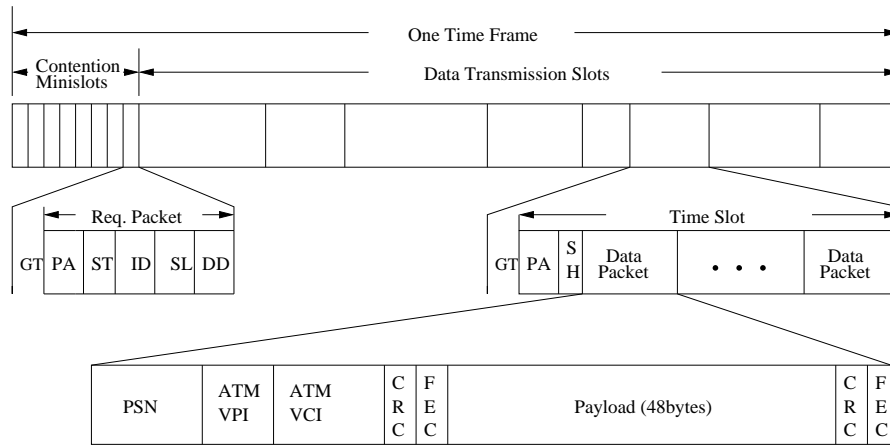 One Time Frame
Contention
Minislots
Data Transmission Slots
Req. Packet
Time Slot
GT PA ST ID SL DD
GT PA
S
H
Data
Packet
• • •
Data
Packet
PSN
ATM
VPI
ATM
VCI
C
R
C
F
E
C
Payload (48bytes)
C
R
C
F
E
C